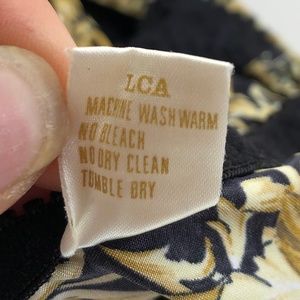 LCA
MACHINE WASH WARM
NO BLEACH
NO DRY CLEAN
TUMBLE DRY